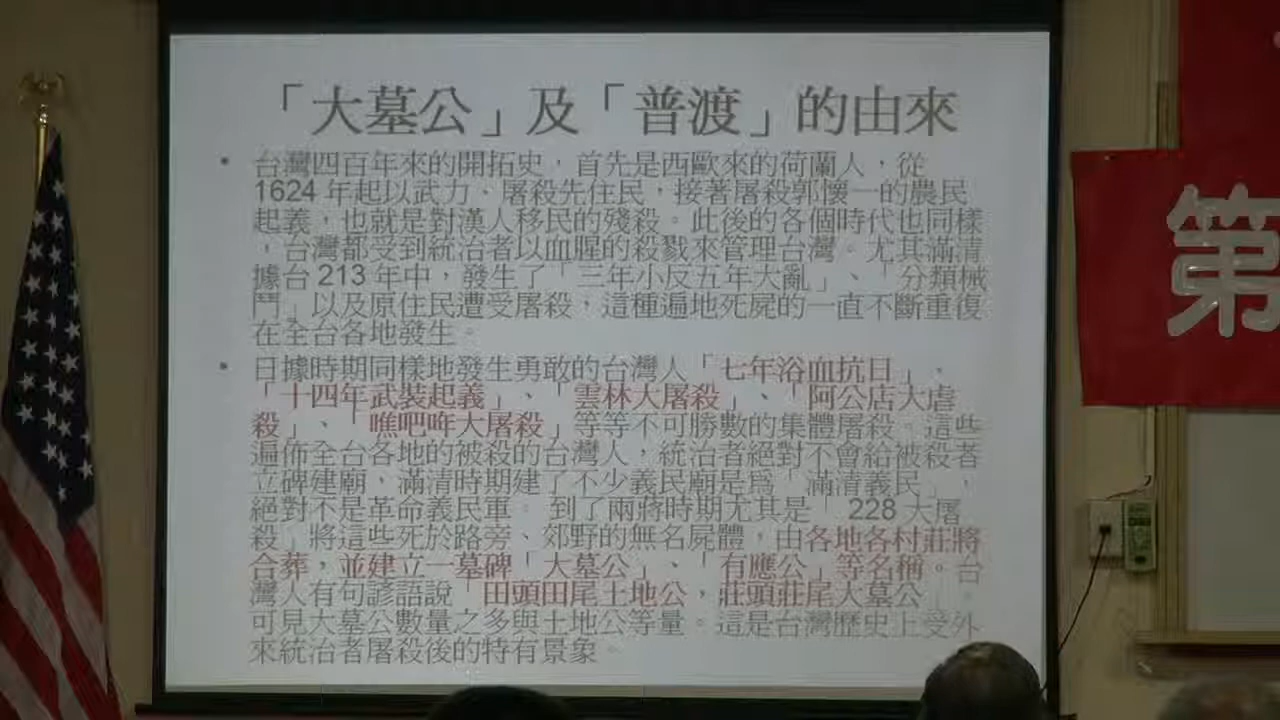 「大墓公」及「普渡」的由來
• 台灣四百年來的開拓史，首先是西歐來的荷蘭人，從
1624 年起以武力、屠殺先住民，接著屠殺郭懷一的農民
起義，也就是對漢人移民的殘殺。此後的各個時代也同樣
，台灣都受到統治者以血腥的殺戮來管理台灣。尤其滿清
據台 213 年中，發生了「三年小反五年大亂」、「分類械
鬥」以及原住民遭受屠殺，這種遍地死屍的一直不斷重復
在全台各地發生。
• 日據時期同樣地發生勇敢的台灣人「七年浴血抗日」、
「十四年武裝起義」、「雲林大屠殺」、「阿公店大虐
殺」、「噍吧哖大屠殺」等等不可勝數的集體屠殺。這些
遍佈全台各地的被殺的台灣人，統治者絕對不會給被殺者
立碑建廟，滿清時期建了不少義民廟是為「滿清義民」，
絕對不是革命義民軍。到了兩蔣時期尤其是「 228 大屠
殺」將這些死於路旁、郊野的無名屍體，由各地各村莊將
合葬，並建立一墓碑「大墓公」、「有應公」等名稱。台
灣人有句諺語說「田頭田尾土地公，莊頭莊尾大墓公」
可見大墓公數量之多與土地公等量。這是台灣歷史上受外
來統治者屠殺後的特有景象。
第